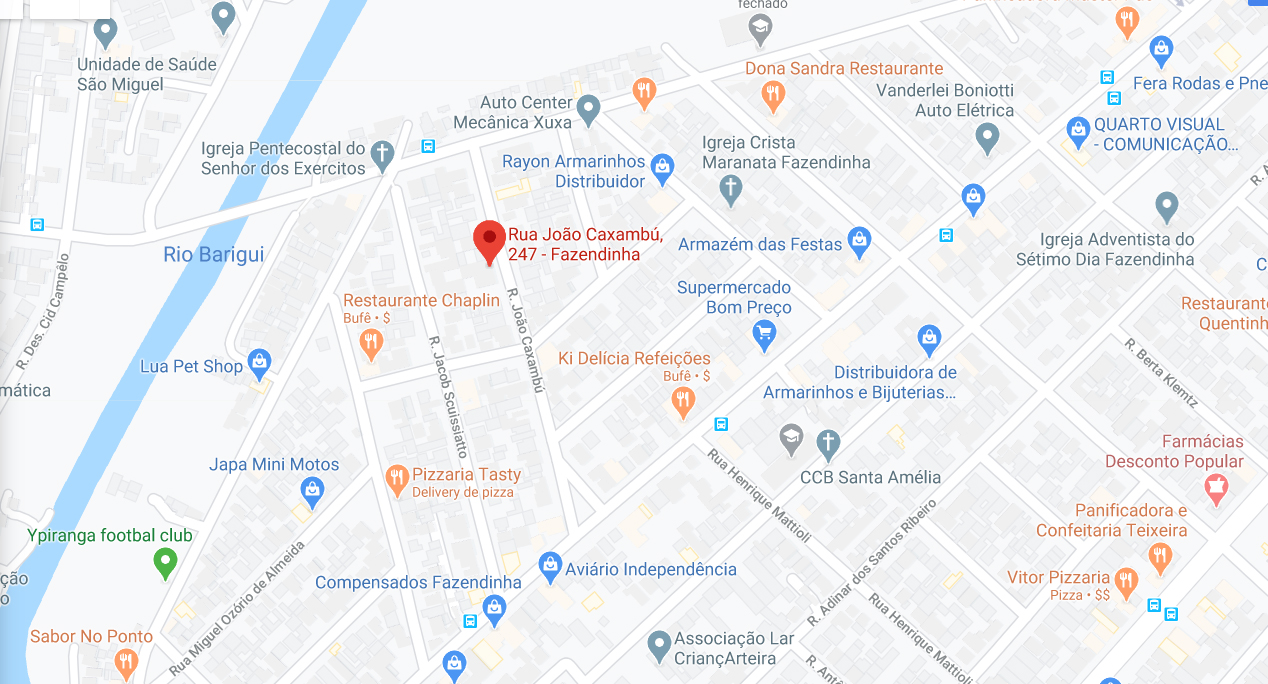 fechado
Unidade de Saúde
São Miguel
Dona Sandra Restaurante
Fera Rodas e Pne
Vanderlei Boniotti
Auto Elétrica
Auto Center
Mecânica Xuxa
QUARTO VISUAL
- COMUNICAÇÃO...
Igreja Pentecostal do
Senhor dos Exercitos
Igreja Crista
Maranata Fazendinha
Rayon Armarinhos
Distribuidor
Rio Barigui
Rua João Caxambú,
247 - Fazendinha
Armazém das Festas
Igreja Adventista do
Sétimo Dia Fazendinha
R. Des. Cid Campêlo
Restaurante Chaplin
Bufê • $
Supermercado
Bom Preço
Restaurant
Quentinh
R. João Caxambú
R. Jacob Scuissiatto
Lua Pet Shop
Ki Delícia Refeições
Bufê • $
Distribuidora de
Armarinhos e Bijuterias...
R. Berta Klemtz
mática
Farmácias
Desconto Popular
Japa Mini Motos
Pizzaria Tasty
Delivery de pizza
Rua Henrique Mattioli
CCB Santa Amélia
Panificadora e
Confeitaria Teixeira
Ypiranga footbal club
R. Adinar dos Santos Ribeiro
Rua Miguel Ozório de Almeida
Compensados Fazendinha
Aviário Independência
Vitor Pizzaria
Pizza • $$
ção
o
Rua Henrique Mattioli
Sabor No Ponto
Associação Lar
CriançArteira
R. Antô